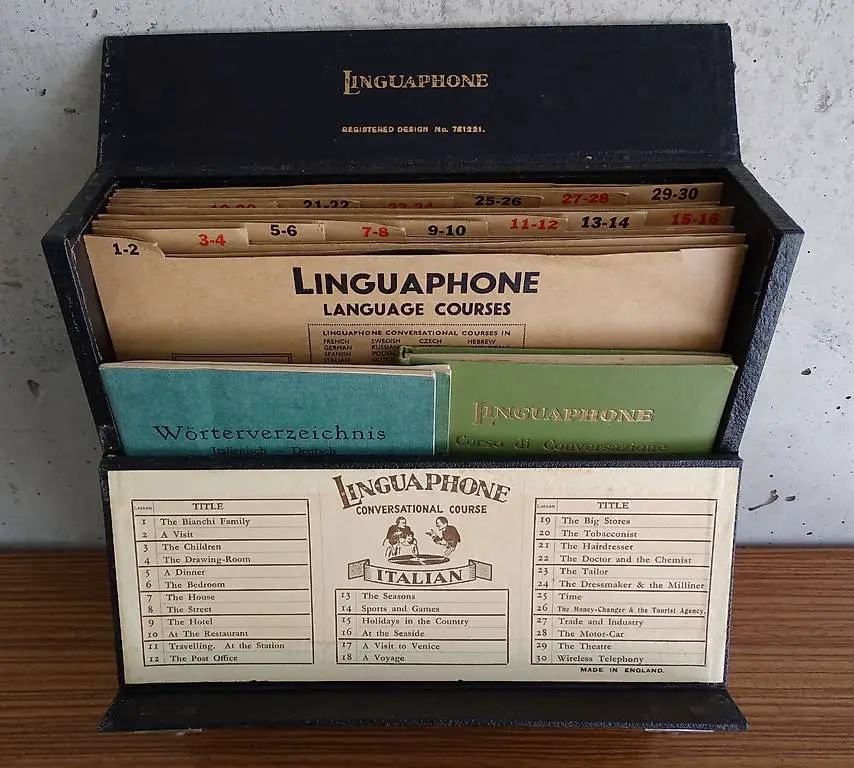 LINGUAPHONE
REGISTERED DESIGN No. 781221.
21-22 25-26 27-28 29-30
1-2 3-4 5-6 7-8 9-10 11-12 13-14 15-16
LINGUAPHONE
LANGUAGE COURSES
LINGUAPHONE CONVERSATIONAL COURSES IN
FRENCH SWEDISH CZECH HEBREW
GERMAN RUSSIAN
SPANISH POLISH
ITALIAN DUTCH
Wörterverzeichnis
Italienisch — Deutsch
LINGUAPHONE
Corso di Conversazione
LINGUAPHONE
CONVERSATIONAL COURSE
ITALIAN
Lesson TITLE
1 The Bianchi Family
2 A Visit
3 The Children
4 The Drawing-Room
5 A Dinner
6 The Bedroom
7 The House
8 The Street
9 The Hotel
10 At The Restaurant
11 Travelling. At the Station
12 The Post Office
13 The Seasons
14 Sports and Games
15 Holidays in the Country
16 At the Seaside
17 A Visit to Venice
18 A Voyage
Lesson TITLE
19 The Big Stores
20 The Tobacconist
21 The Hairdresser
22 The Doctor and the Chemist
23 The Tailor
24 The Dressmaker & the Milliner
25 Time
26 The Money-Changer & the Tourist Agency.
27 Trade and Industry
28 The Motor-Car
29 The Theatre
30 Wireless Telephony
MADE IN ENGLAND.